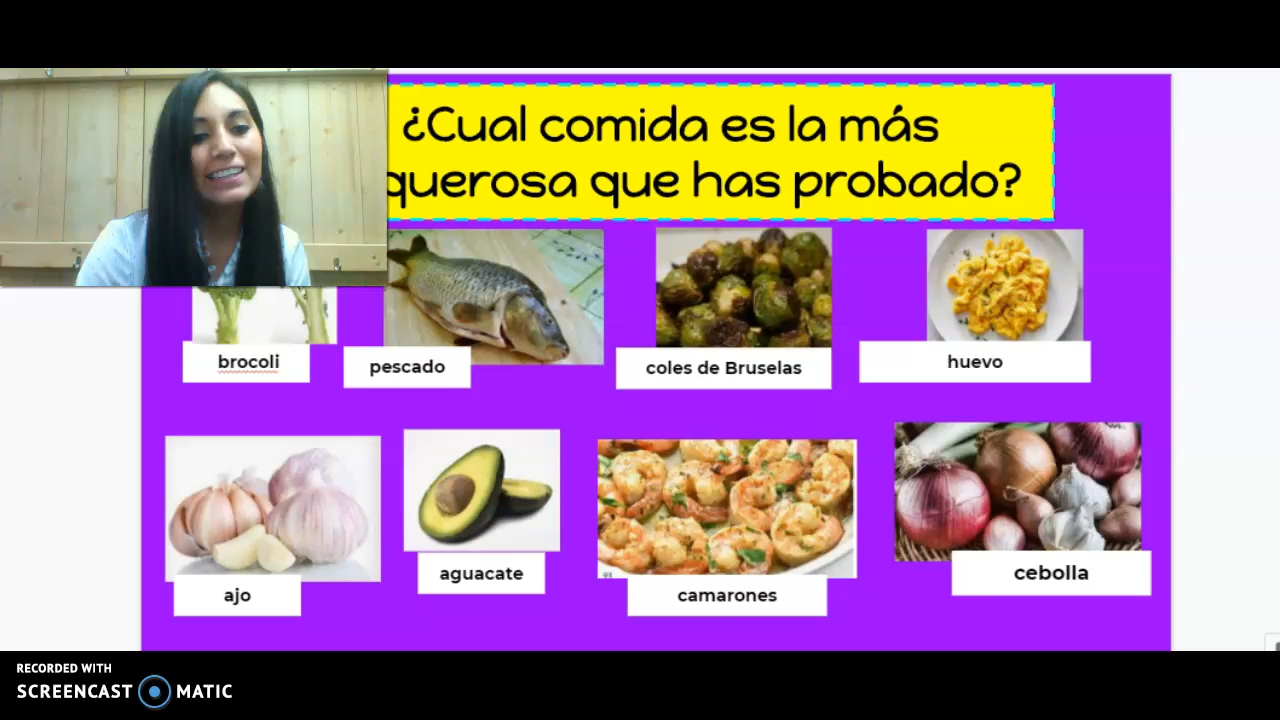 ¿Cual comida es la más
querosa que has probado?
brocoli
pescado
coles de Bruselas
huevo
ajo
aguacate
camarones
cebolla
RECORDED WITH
SCREENCAST MATIC